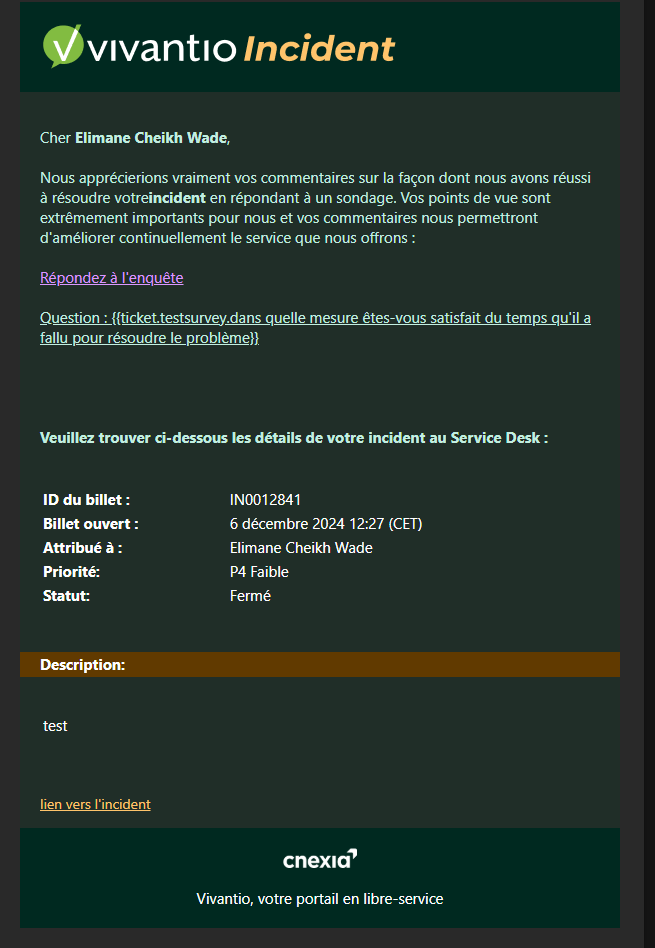 vivantio Incident
Cher Elimane Cheikh Wade,
Nous apprécierions vraiment vos commentaires sur la façon dont nous avons réussi
à résoudre votreincident en répondant à un sondage. Vos points de vue sont
extrêmement importants pour nous et vos commentaires nous permettront
d'améliorer continuellement le service que nous offrons :
Répondez à l'enquête
Question : {{ticket.testsurvey.dans quelle mesure êtes-vous satisfait du temps qu'il a
fallu pour résoudre le problème}}
Veuillez trouver ci-dessous les détails de votre incident au Service Desk :
ID du billet : IN0012841
Billet ouvert : 6 décembre 2024 12:27 (CET)
Attribué à : Elimane Cheikh Wade
Priorité: P4 Faible
Statut: Fermé
Description:
test
lien vers l'incident
cnexia
Vivantio, votre portail en libre-service